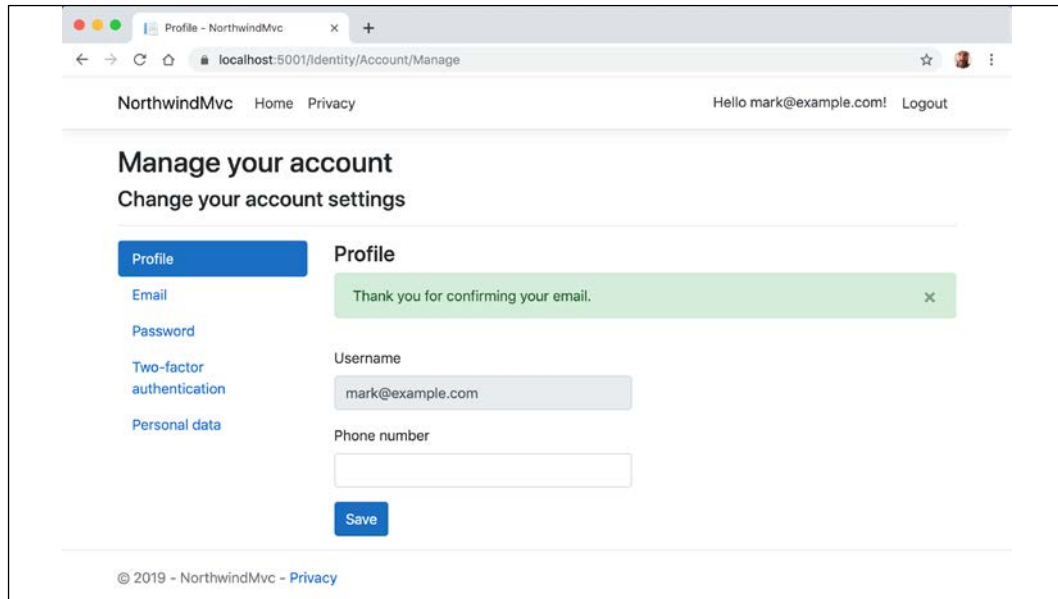 Profile - NorthwindMvc
localhost:5001/Identity/Account/Manage
NorthwindMvc Home Privacy Hello mark@example.com! Logout
Manage your account
Change your account settings
Profile
Email
Password
Two-factor
authentication
Personal data
Profile
Thank you for confirming your email.
Username
mark@example.com
Phone number
Save
© 2019 - NorthwindMvc - Privacy